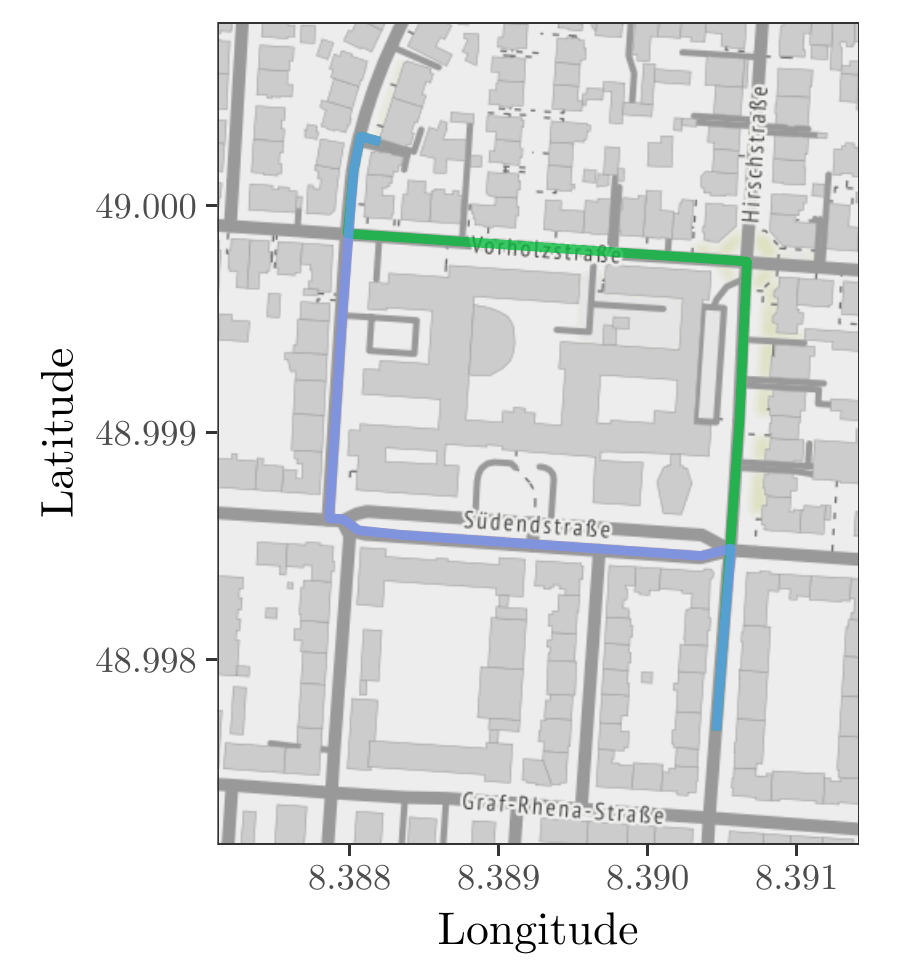 Hirschstraße
49.000
Vorholzstraße
Latitude
48.999
Südendstraße
48.998
Graf-Rhena-Straße
8.388 8.389 8.390 8.391
Longitude